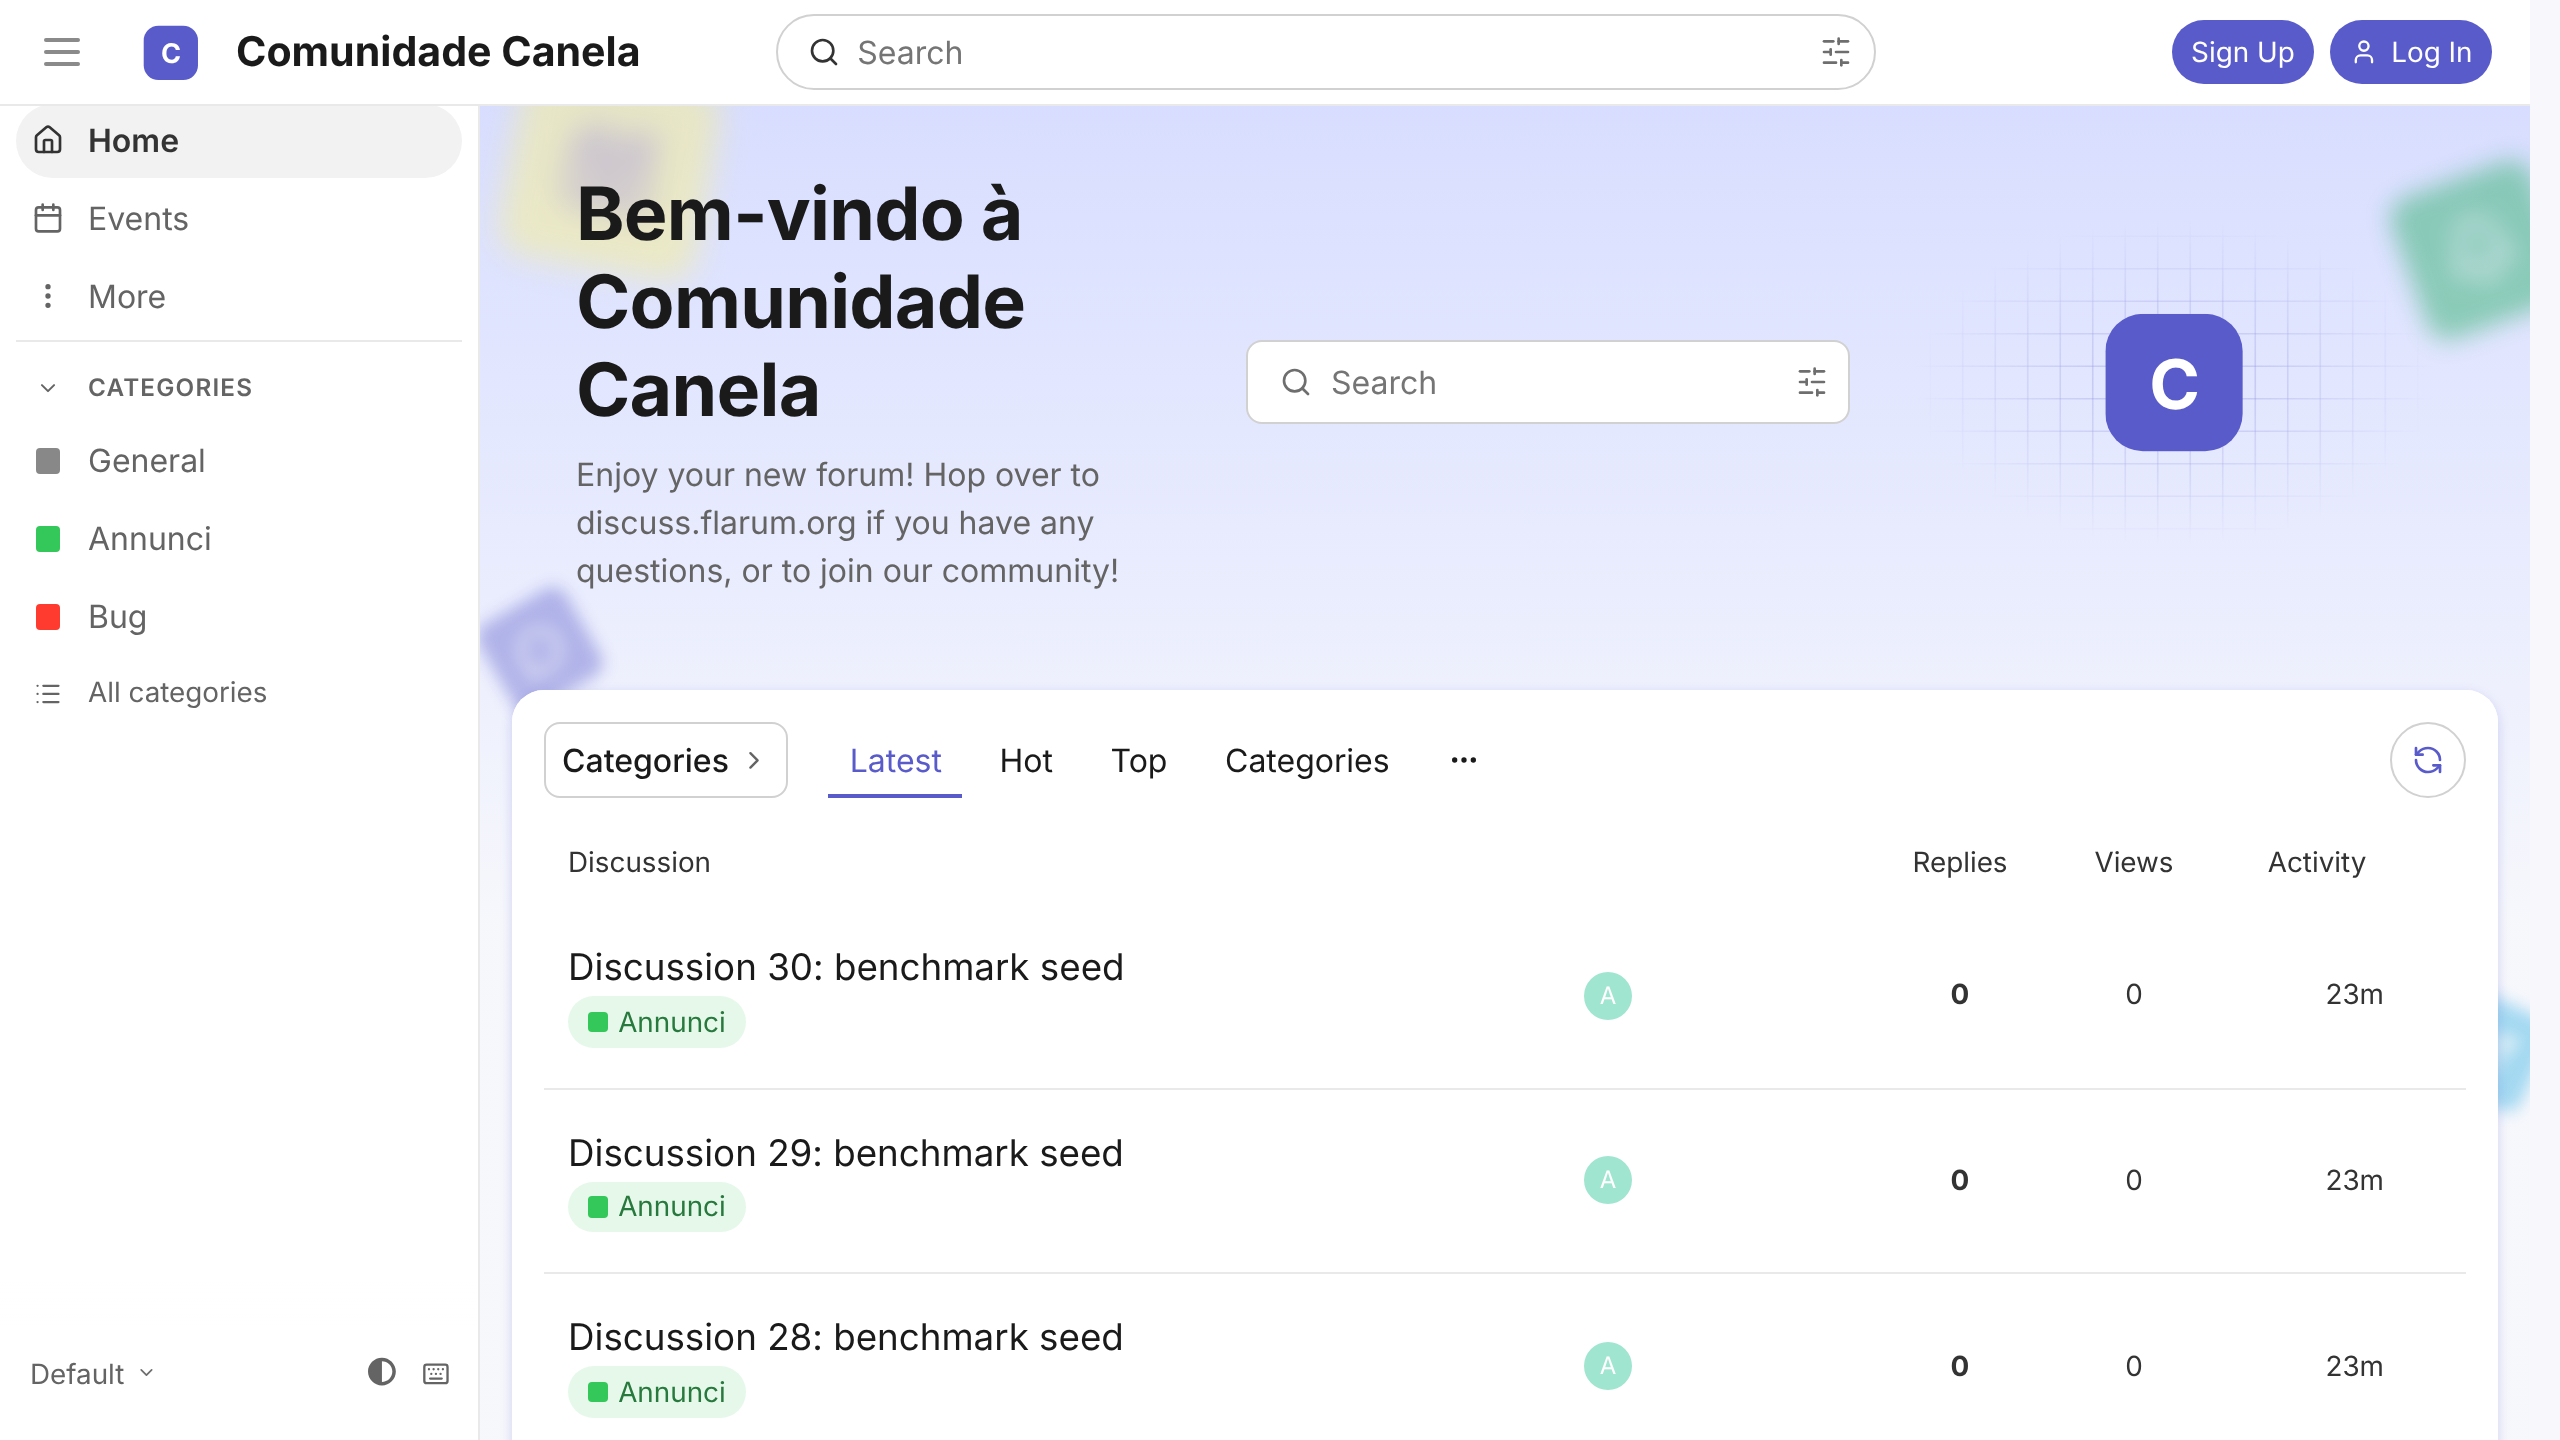 C Comunidade Canela
Search
Sign Up
Log In
Home
Events
More
CATEGORIES
General
Annunci
Bug
All categories
Default
Bem-vindo à
Comunidade
Canela
Enjoy your new forum! Hop over to
discuss.flarum.org if you have any
questions, or to join our community!
Search
C
Categories
Latest
Hot
Top
Categories
Discussion
Replies
Views
Activity
Discussion 30: benchmark seed
Annunci
A
0
0
23m
Discussion 29: benchmark seed
Annunci
A
0
0
23m
Discussion 28: benchmark seed
Annunci
A
0
0
23m